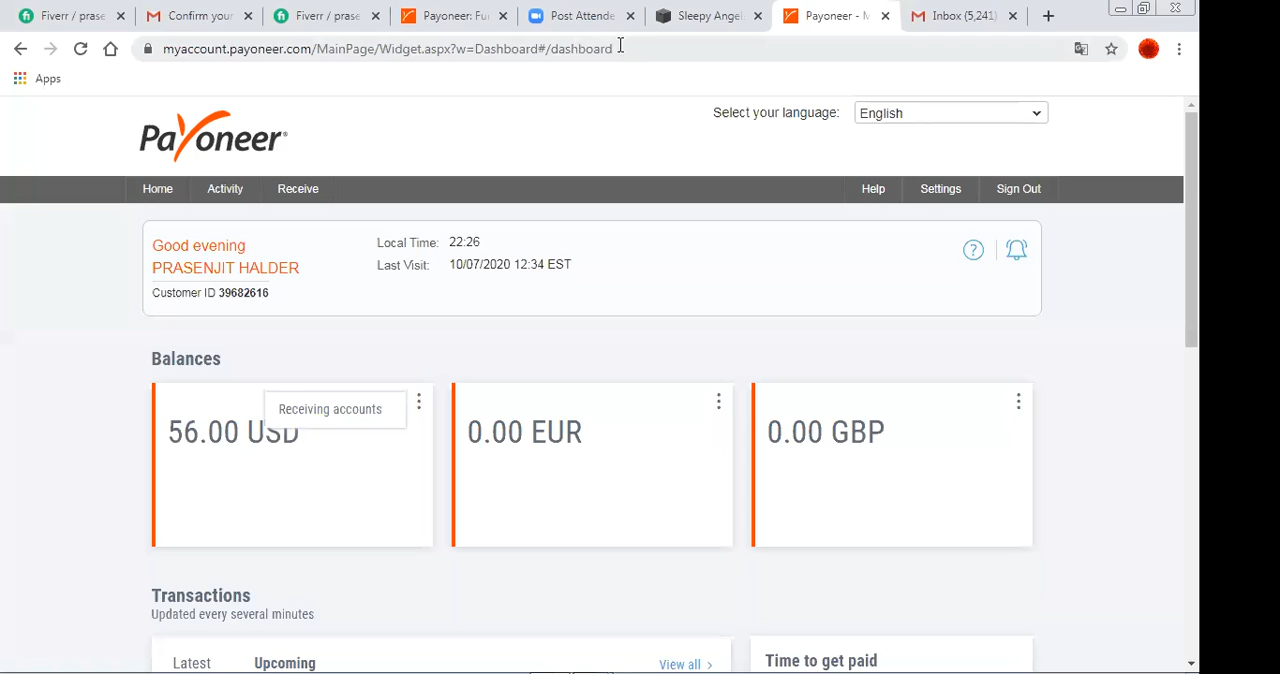 Fiverr / prase
Confirm your
Fiverr / prase
Payoneer: Fu
Post Attende
Sleepy Angel
Payoneer - M
Inbox (5,241)
myaccount.payoneer.com/MainPage/Widget.aspx?w=Dashboard#/dashboard
Apps
Select your language: English
Payoneer
Home Activity Receive Help Settings Sign Out
Good evening
PRASENJIT HALDER
Customer ID 39682616
Local Time: 22:26
Last Visit: 10/07/2020 12:34 EST
Balances
Receiving accounts
56.00 USD
0.00 EUR
0.00 GBP
Transactions
Updated every several minutes
Latest Upcoming View all >
Time to get paid